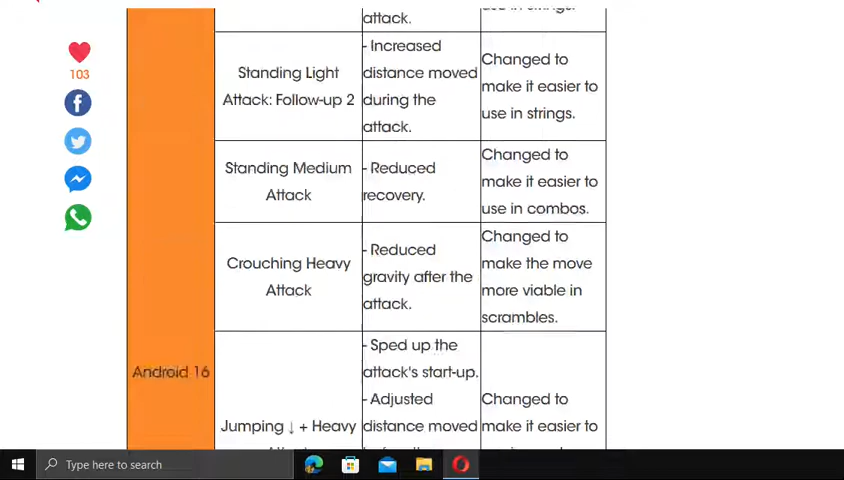 attack.
- Increased
distance moved
during the
attack.
Standing Light
Attack: Follow-up 2
Changed to
make it easier to
use in strings.
Standing Medium
Attack
- Reduced
recovery.
Changed to
make it easier to
use in combos.
Crouching Heavy
Attack
- Reduced
gravity after the
attack.
Changed to
make the move
more viable in
scrambles.
Android 16
Jumping ↓ + Heavy
- Sped up the
attack's start-up.
- Adjusted
distance moved
Changed to
make it easier to
103
Type here to search